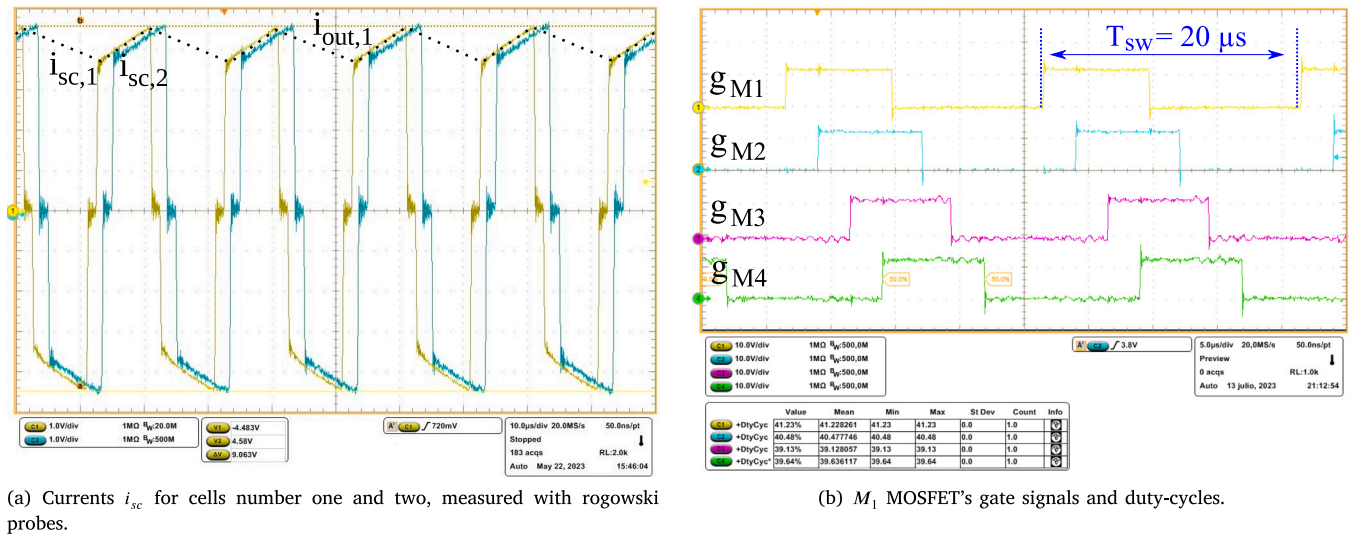 b
i_out,1
i_sc,1
i_sc,2
1
a
C1 1.0V/div 1MΩ B_W:20.0M
C2 1.0V/div 1MΩ B_W:500M
V1 -4.483V
V2 4.58V
ΔV 9.063V
A' C1 720mV
10.0µs/div 20.0MS/s 50.0ns/pt
Stopped
183 acqs RL:2.0k
Auto May 22, 2023 15:46:04
(a) Currents i_sc for cells number one and two, measured with rogowski
probes.
T_SW = 20 µs
g_M1
1
g_M2
2
g_M3
3
g_M4
50.0% 50.0%
4
C1 10.0V/div 1MΩ B_W:500,0M
C2 10.0V/div 1MΩ B_W:500,0M
C3 10.0V/div 1MΩ B_W:500,0M
C4 10.0V/div 1MΩ B_W:500,0M
A' C2 3.8V
5.0µs/div 20,0MS/s 50.0ns/pt
Preview
0 acqs RL:1.0k
Auto 13 julio, 2023 21:12:54
Value Mean Min Max St Dev Count Info
C1 +DtyCyc 41.23% 41.228261 41.23 41.23 0.0 1.0
C2 +DtyCyc 40.48% 40.477746 40.48 40.48 0.0 1.0
C3 +DtyCyc 39.13% 39.128057 39.13 39.13 0.0 1.0
C4 +DtyCyc* 39.64% 39.636117 39.64 39.64 0.0 1.0
(b) M_1 MOSFET's gate signals and duty-cycles.